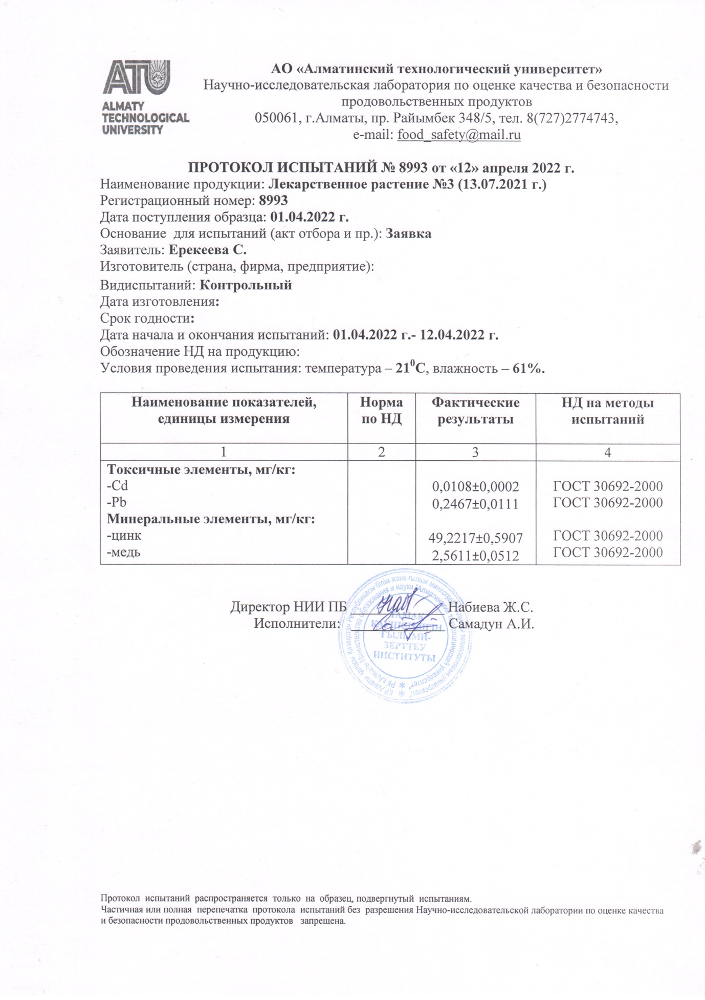 ATU
ALMATY
TECHNOLOGICAL
UNIVERSITY
АО «Алматинский технологический университет»
Научно-исследовательская лаборатория по оценке качества и безопасности
продовольственных продуктов
050061, г.Алматы, пр. Райымбек 348/5, тел. 8(727)2774743,
e-mail: food_safety@mail.ru
ПРОТОКОЛ ИСПЫТАНИЙ № 8993 от «12» апреля 2022 г.
Наименование продукции: Лекарственное растение №3 (13.07.2021 г.)
Регистрационный номер: 8993
Дата поступления образца: 01.04.2022 г.
Основание для испытаний (акт отбора и пр.): Заявка
Заявитель: Ерекеева С.
Изготовитель (страна, фирма, предприятие):
Видиспытаний: Контрольный
Дата изготовления:
Срок годности:
Дата начала и окончания испытаний: 01.04.2022 г.- 12.04.2022 г.
Обозначение НД на продукцию:
Условия проведения испытания: температура – 21⁰С, влажность – 61%.
Наименование показателей, Норма Фактические НД на методы
единицы измерения по НД результаты испытаний
1 2 3 4
Токсичные элементы, мг/кг:
-Cd 0,0108±0,0002 ГОСТ 30692-2000
-Pb 0,2467±0,0111 ГОСТ 30692-2000
Минеральные элементы, мг/кг:
-цинк 49,2217±0,5907 ГОСТ 30692-2000
-медь 2,5611±0,0512 ГОСТ 30692-2000
Директор НИИ ПБ Набиева Ж.С.
Исполнители: Самадун А.И.
ҒЫЛЫМИ-
ЗЕРТТЕУ
ИНСТИТУТЫ
Протокол испытаний распространяется только на образец, подвергнутый испытаниям.
Частичная или полная перепечатка протокола испытаний без разрешения Научно-исследовательской лаборатории по оценке качества
и безопасности продовольственных продуктов запрещена.